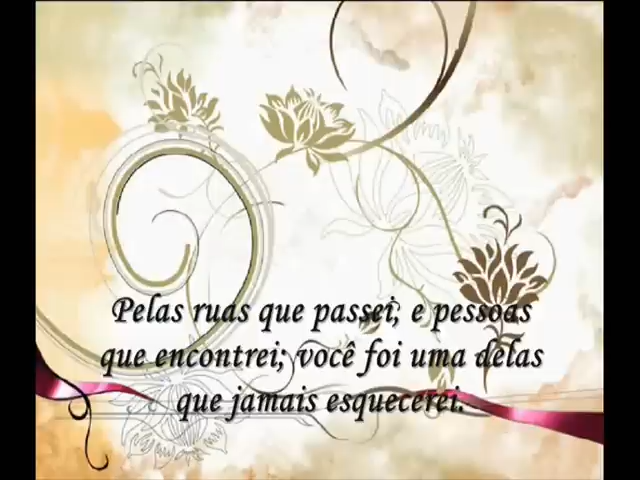 Pelas ruas que passei, e pessoas
que encontrei; você foi uma delas
que jamais esquecerei.